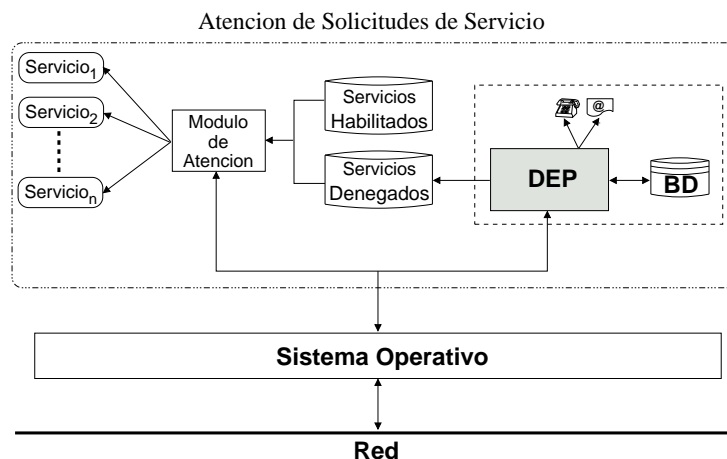 Atencion de Solicitudes de Servicio
Servicio1
Servicio2
Servicion
Modulo
de
Atencion
Servicios
Habilitados
Servicios
Denegados
@
DEP
BD
Sistema Operativo
Red